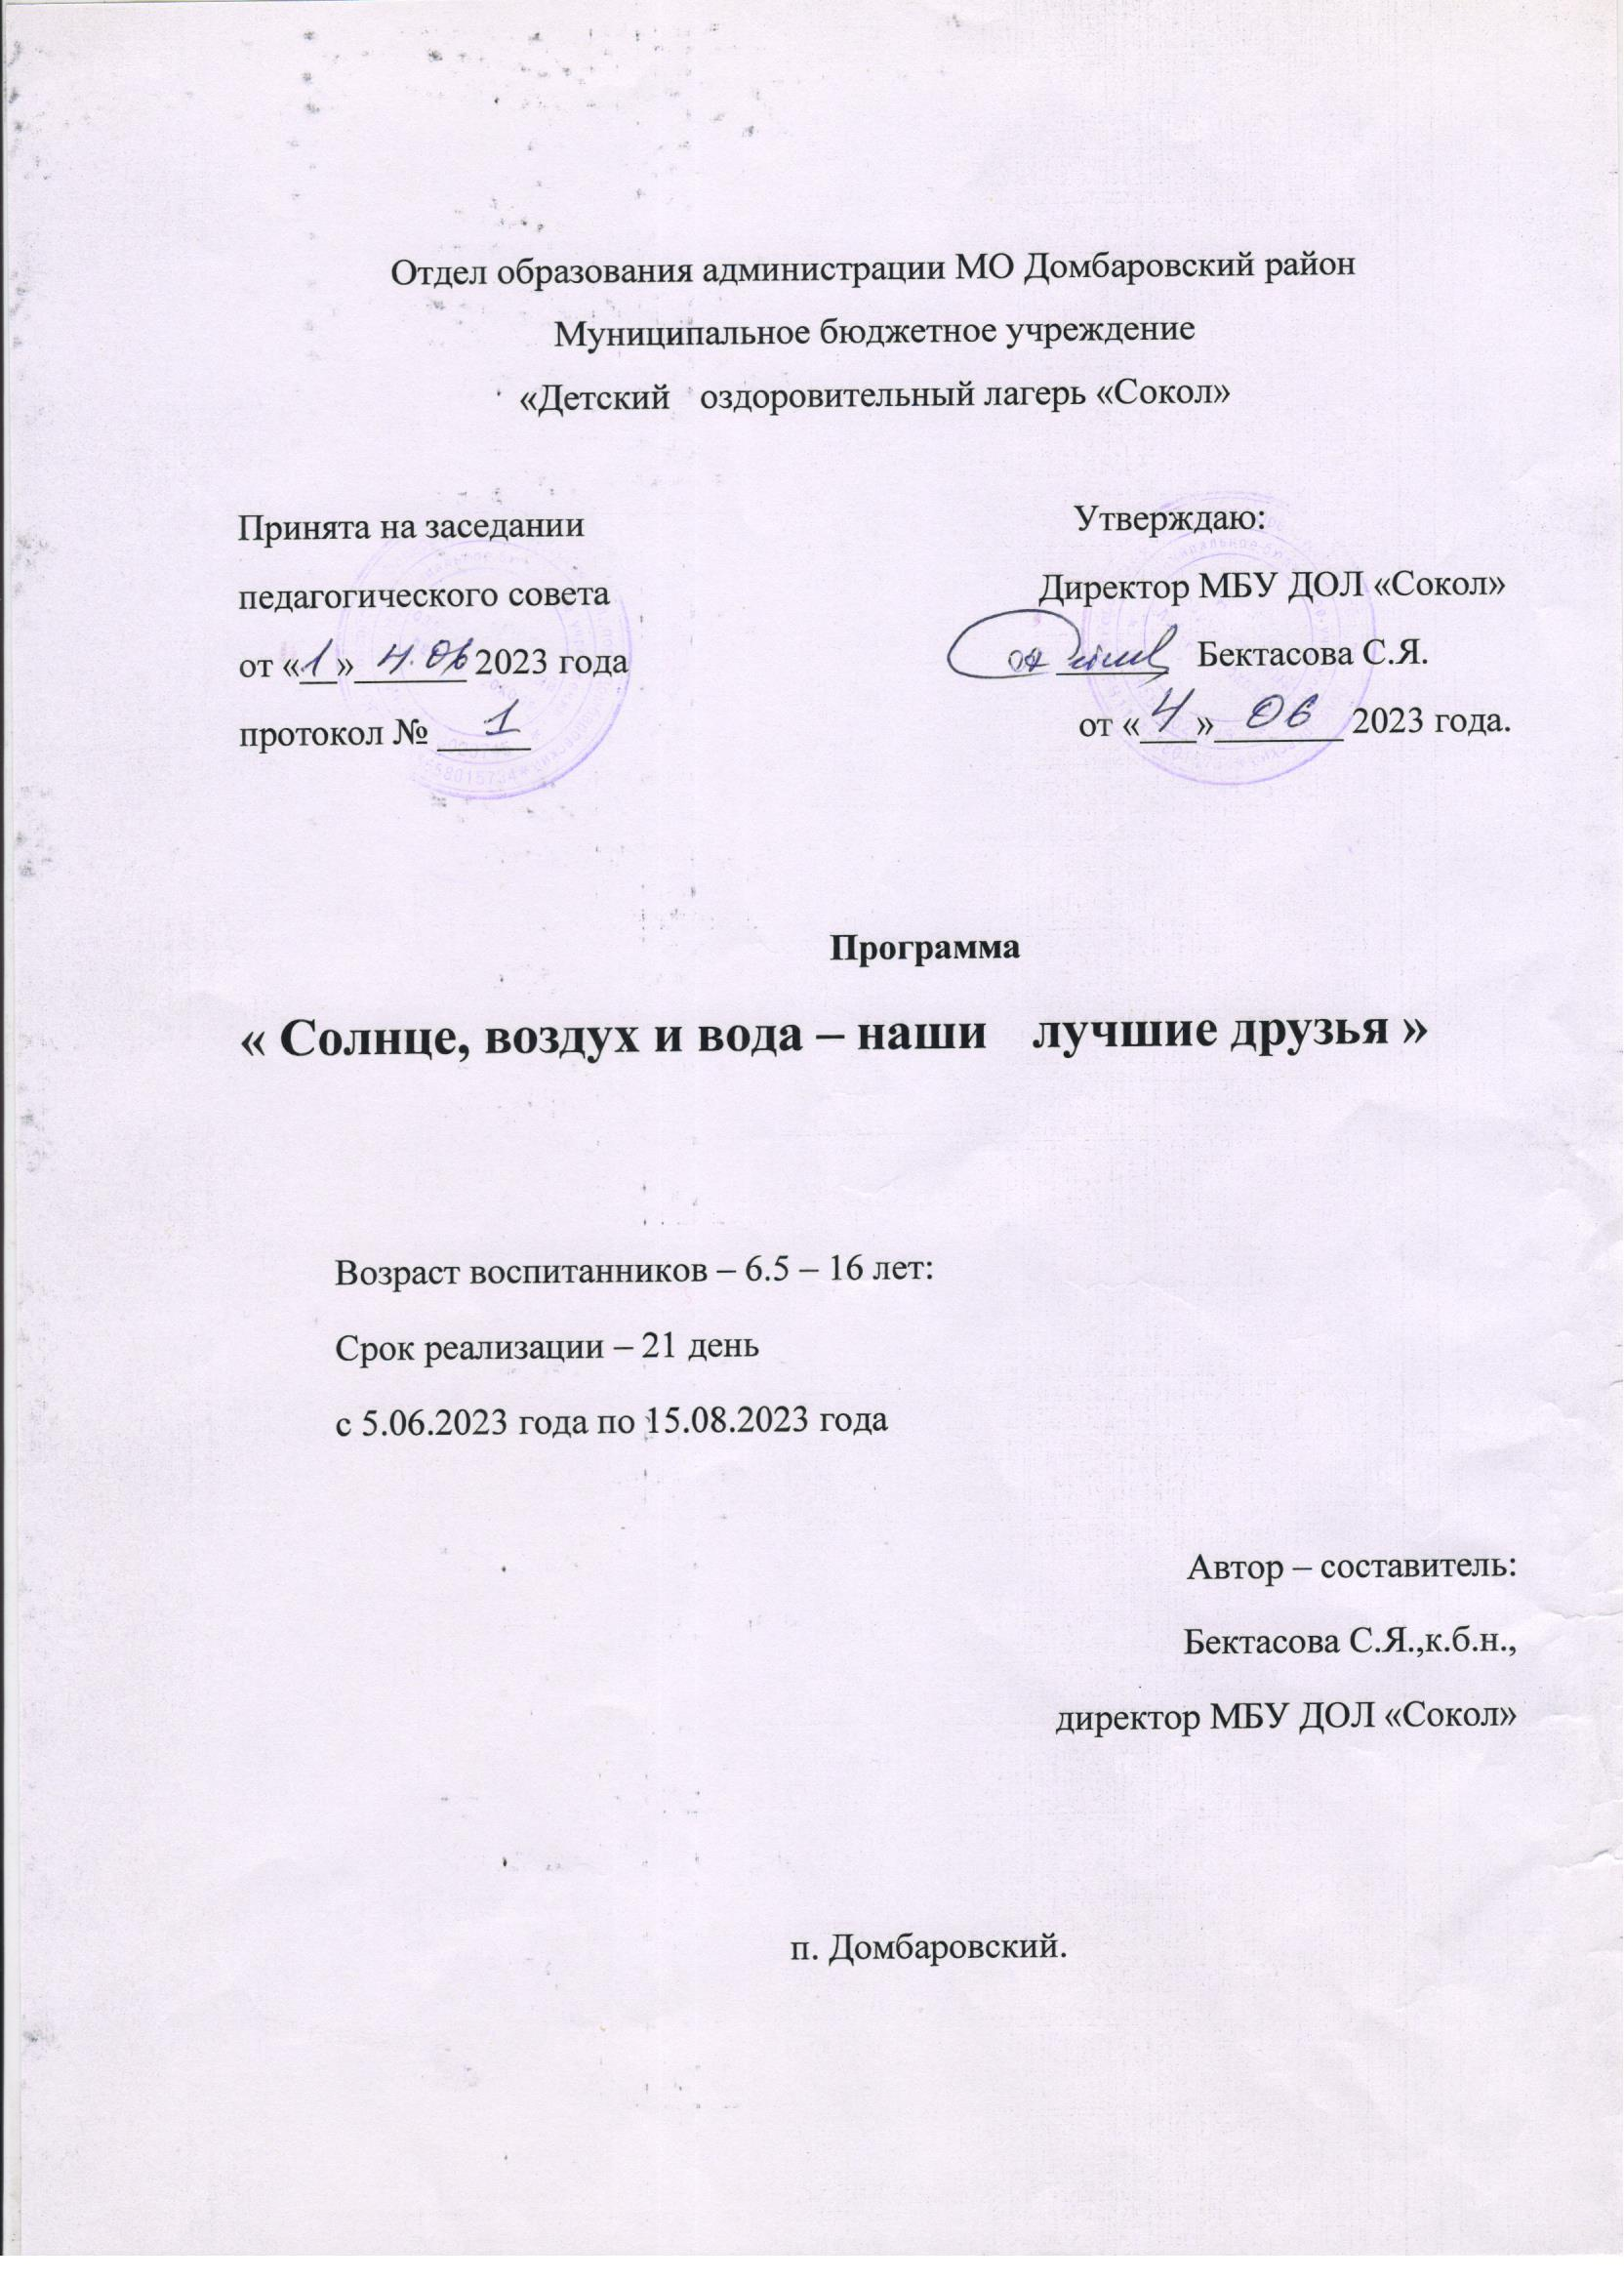 Отдел образования администрации МО Домбаровский район
Муниципальное бюджетное учреждение
«Детский оздоровительный лагерь «Сокол»
Принята на заседании
педагогического совета
от «1» 4.06 2023 года
протокол № 1
Утверждаю:
Директор МБУ ДОЛ «Сокол»
Бектасова С.Я.
от «4» 06 2023 года.
Программа
« Солнце, воздух и вода – наши лучшие друзья »
Возраст воспитанников – 6.5 – 16 лет:
Срок реализации – 21 день
с 5.06.2023 года по 15.08.2023 года
Автор – составитель:
Бектасова С.Я.,к.б.н.,
директор МБУ ДОЛ «Сокол»
п. Домбаровский.